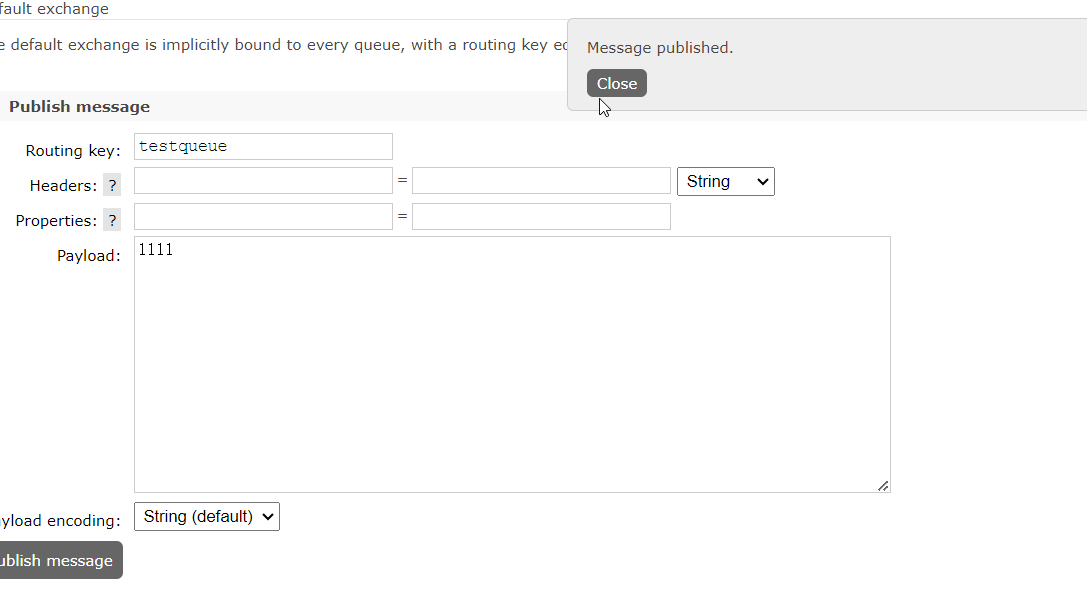 fault exchange
e default exchange is implicitly bound to every queue, with a routing key
Message published.
Close
Publish message
Routing key: testqueue
Headers: ? = String
Properties: ? =
Payload: 1111
yload encoding: String (default)
ublish message